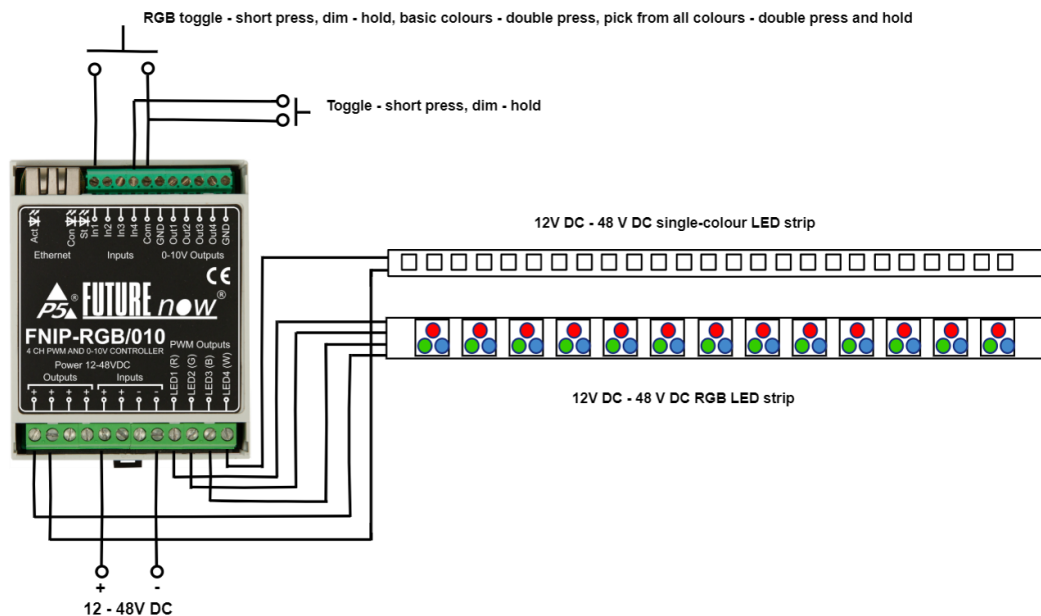 RGB toggle - short press, dim - hold, basic colours - double press, pick from all colours - double press and hold
Toggle - short press, dim - hold
Act
Con
St
In1
In2
In3
In4
Com
GND
Out1
Out2
Out3
Out4
GND
Ethernet
Inputs
0-10V Outputs
CE
P5® FUTURE now®
FNIP-RGB/010
4 CH PWM AND 0-10V CONTROLLER
PWM Outputs
Power 12-48VDC
Outputs
Inputs
+ + + + + + - -
LED1 (R)
LED2 (G)
LED3 (B)
LED4 (W)
12V DC - 48 V DC single-colour LED strip
12V DC - 48 V DC RGB LED strip
+ -
12 - 48V DC